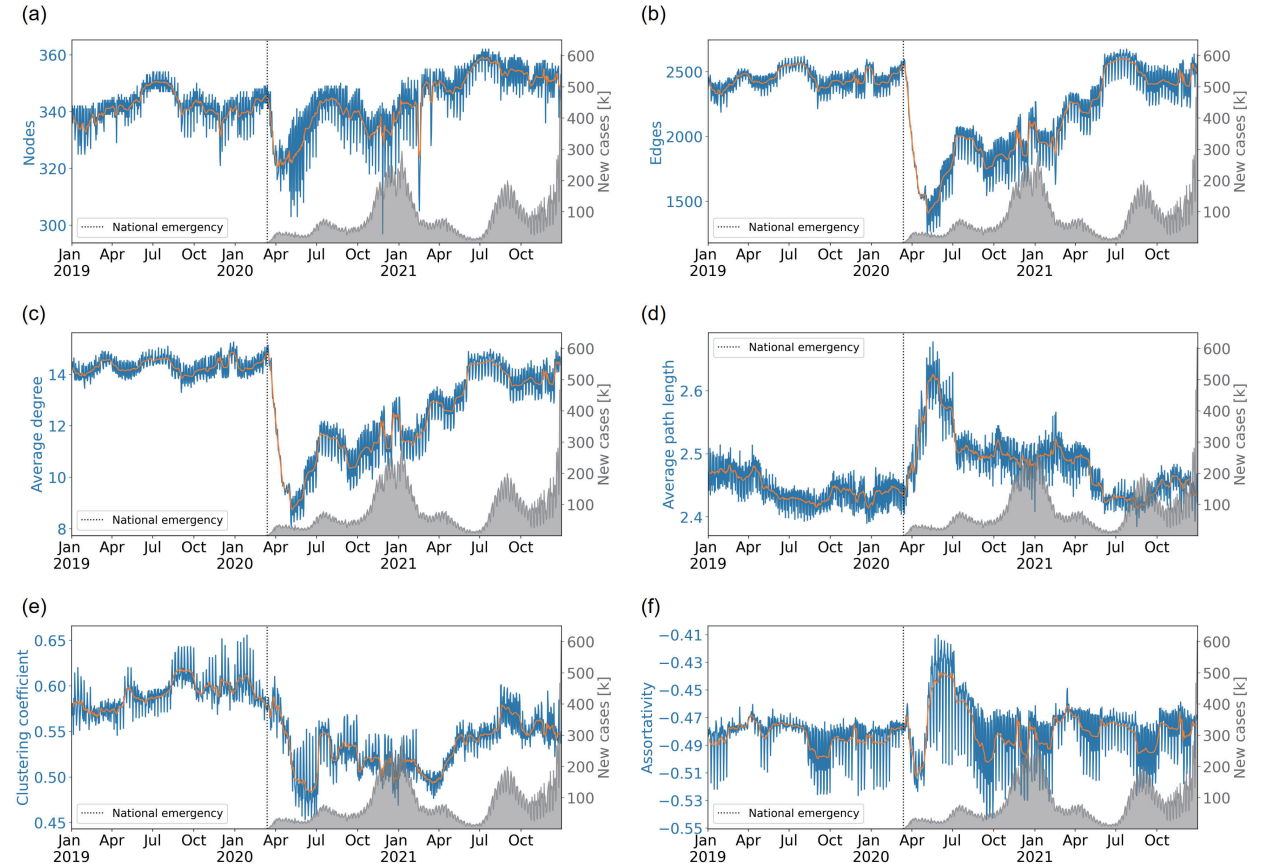 (a)
360
340
320
300
Nodes
600
500
400
300
200
100
New cases [k]
National emergency
Jan Apr Jul Oct Jan Apr Jul Oct Jan Apr Jul Oct
2019 2020 2021
(b)
2500
2000
1500
Edges
600
500
400
300
200
100
New cases [k]
National emergency
Jan Apr Jul Oct Jan Apr Jul Oct Jan Apr Jul Oct
2019 2020 2021
(c)
14
12
10
8
Average degree
600
500
400
300
200
100
New cases [k]
National emergency
Jan Apr Jul Oct Jan Apr Jul Oct Jan Apr Jul Oct
2019 2020 2021
(d)
National emergency
2.6
2.5
2.4
Average path length
600
500
400
300
200
100
New cases [k]
Jan Apr Jul Oct Jan Apr Jul Oct Jan Apr Jul Oct
2019 2020 2021
(e)
0.65
0.60
0.55
0.50
0.45
Clustering coefficient
600
500
400
300
200
100
New cases [k]
National emergency
Jan Apr Jul Oct Jan Apr Jul Oct Jan Apr Jul Oct
2019 2020 2021
(f)
−0.41
−0.43
−0.45
−0.47
−0.49
−0.51
−0.53
−0.55
Assortativity
600
500
400
300
200
100
New cases [k]
National emergency
Jan Apr Jul Oct Jan Apr Jul Oct Jan Apr Jul Oct
2019 2020 2021